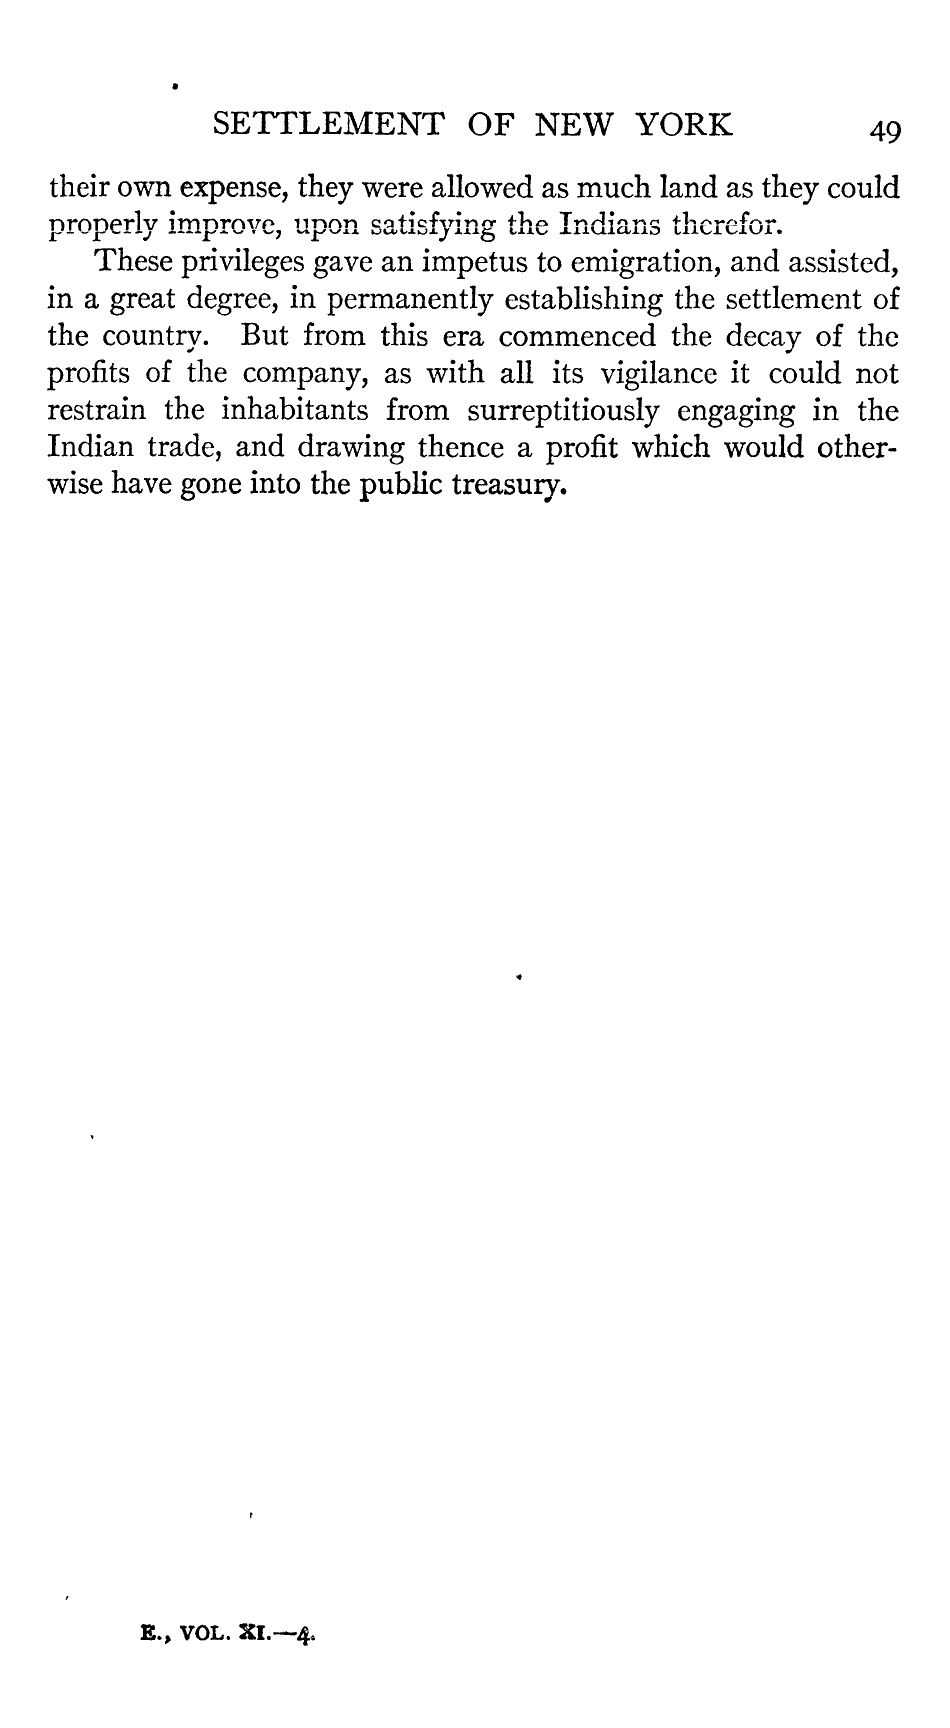 SETTLEMENT OF NEW YORK 49
their own expense, they were allowed as much land as they could
properly improve, upon satisfying the Indians therefor.
These privileges gave an impetus to emigration, and assisted,
in a great degree, in permanently establishing the settlement of
the country. But from this era commenced the decay of the
profits of the company, as with all its vigilance it could not
restrain the inhabitants from surreptitiously engaging in the
Indian trade, and drawing thence a profit which would other-
wise have gone into the public treasury.
E., VOL. XI.—4.